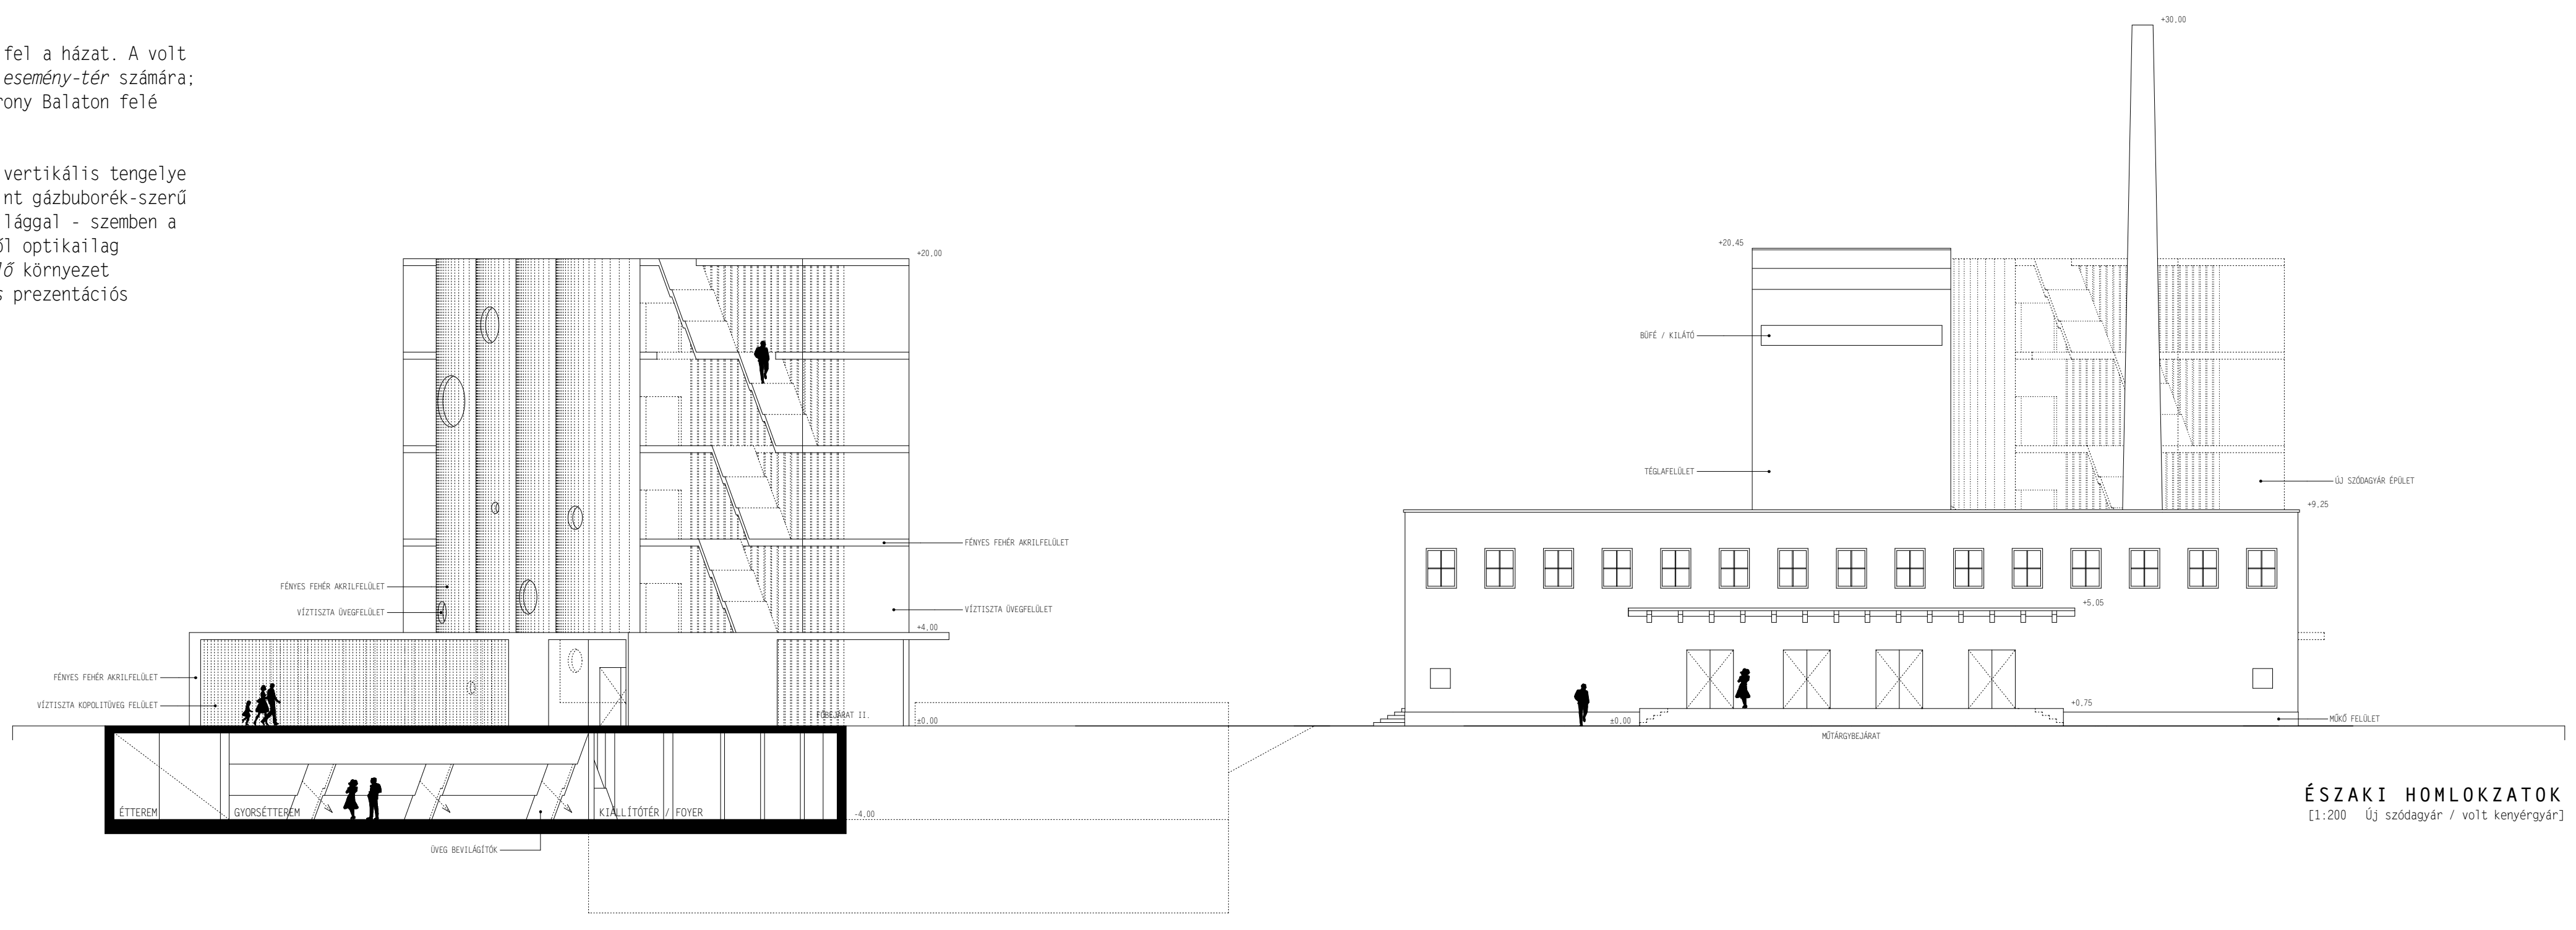 fel a házat. A volt
esemény-tér számára;
rony Balaton felé
vertikális tengelye
nt gázbuborék-szerű
lággal - szemben a
ől optikailag
lő környezet
s prezentációs
+20,00
FÉNYES FEHÉR AKRILFELÜLET
FÉNYES FEHÉR AKRILFELÜLET
VÍZTISZTA ÜVEGFELÜLET
VÍZTISZTA ÜVEGFELÜLET
+4,00
FÉNYES FEHÉR AKRILFELÜLET
VÍZTISZTA KOPOLITÜVEG FELÜLET
FŐBEJÁRAT II.
±0,00
ÉTTEREM
GYORSÉTTEREM
KIÁLLÍTÓTÉR / FOYER
-4,00
ÜVEG BEVILÁGÍTÓK
+30,00
+20,45
BÜFÉ / KILÁTÓ
TÉGLAFELÜLET
ÚJ SZÓDAGYÁR ÉPÜLET
+9,25
+5,05
+0,75
±0,00
MŰKŐ FELÜLET
MŰTÁRGYBEJÁRAT
ÉSZAKI HOMLOKZATOK
[1:200 Új szódagyár / volt kenyérgyár]